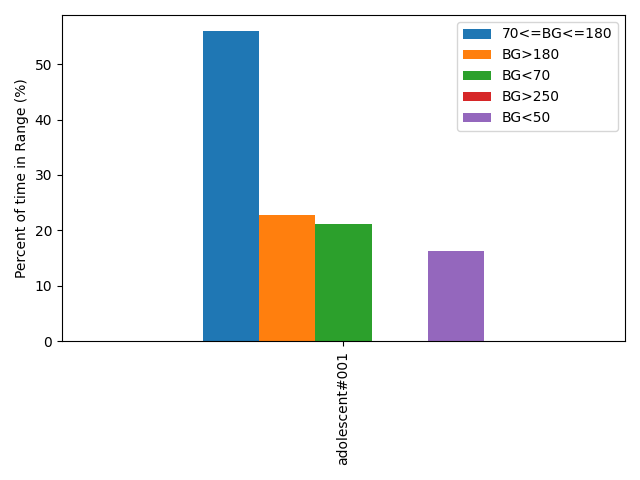 70<=BG<=180
BG>180
BG<70
BG>250
BG<50
Percent of time in Range (%)
50
40
30
20
10
0
adolescent#001